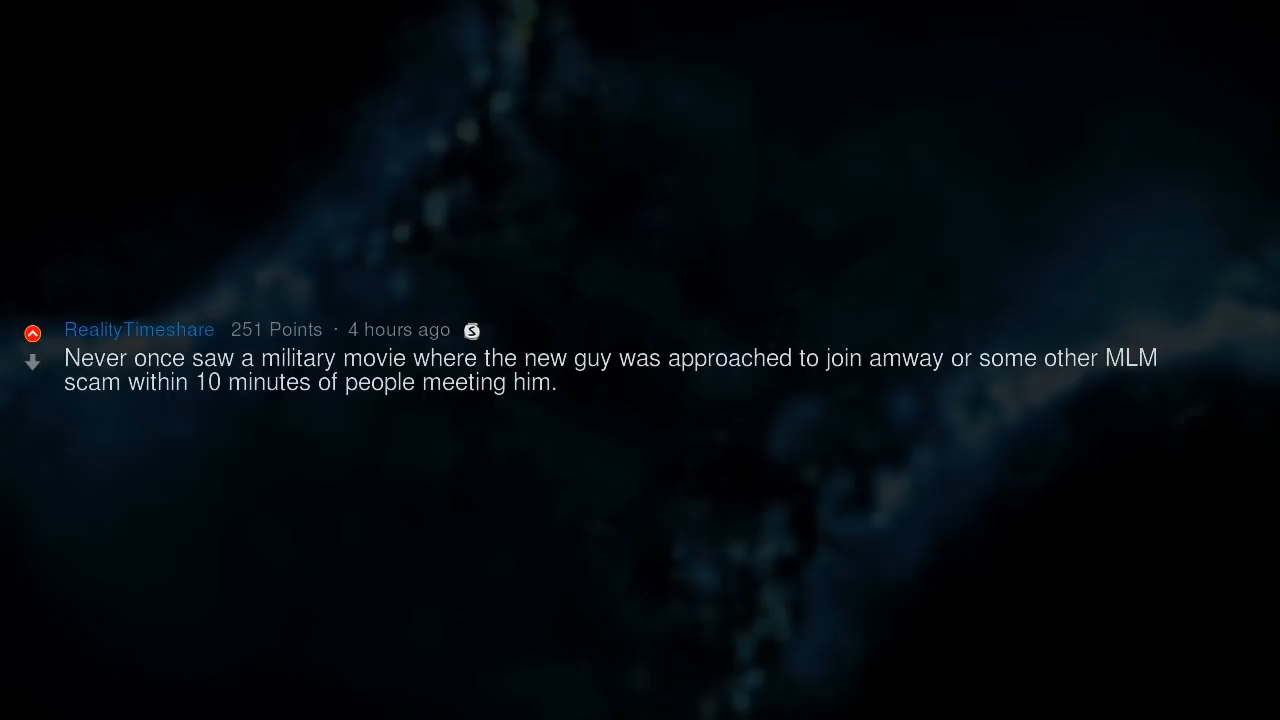 RealityTimeshare 251 Points · 4 hours ago S
Never once saw a military movie where the new guy was approached to join amway or some other MLM
scam within 10 minutes of people meeting him.